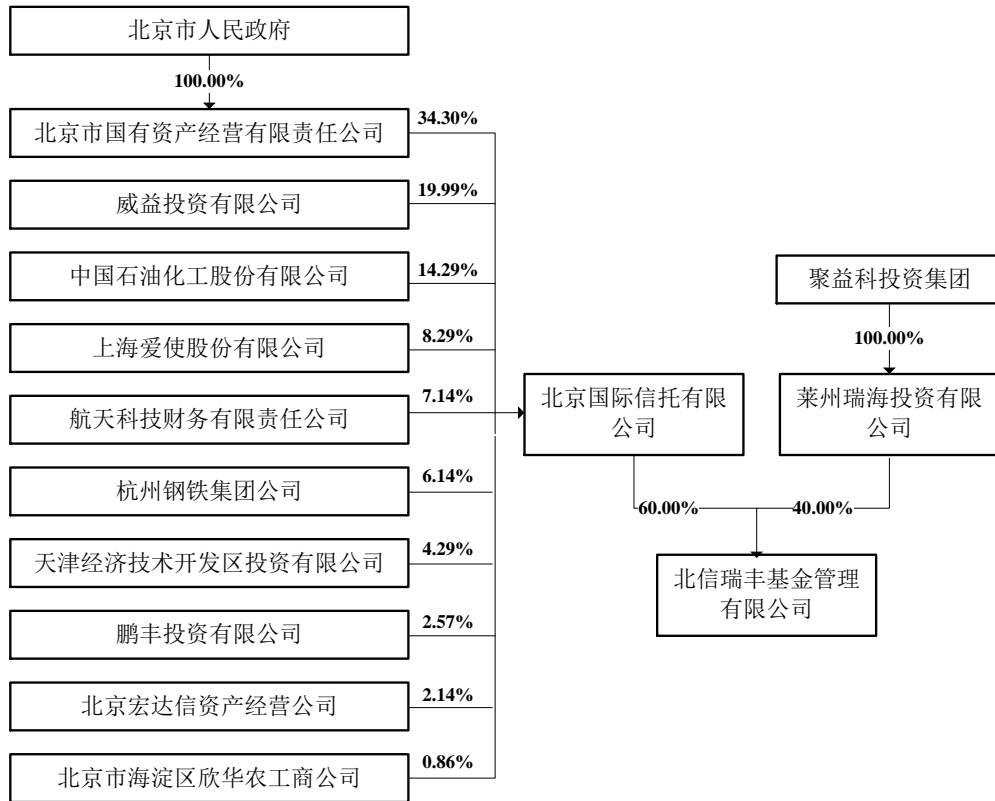 北京市人民政府
100.00%
北京市国有资产经营有限责任公司
34.30%
威益投资有限公司
19.99%
中国石油化工股份有限公司
14.29%
聚益科投资集团
上海爱使股份有限公司
8.29%
100.00%
航天科技财务有限责任公司
7.14%
北京国际信托有限
公司
莱州瑞海投资有限
公司
杭州钢铁集团公司
6.14%
60.00%
40.00%
天津经济技术开发区投资有限公司
4.29%
北信瑞丰基金管理
有限公司
鹏丰投资有限公司
2.57%
北京宏达信资产经营公司
2.14%
北京市海淀区欣华农工商公司
0.86%